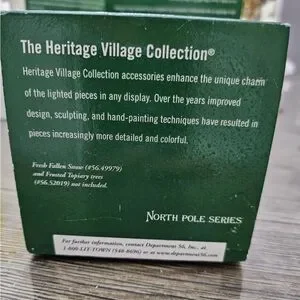 The Heritage Village Collection®
Heritage Village Collection accessories enhance the unique charm
of the lighted pieces in any display. Over the years improved
design, sculpting, and hand-painting techniques have resulted in
pieces increasingly more detailed and colorful.
Fresh Fallen Snow (#56.49979)
and Frosted Topiary trees
(#56.52019) not included.
NORTH POLE SERIES
For further information, contact Department 56, Inc., at
1-800-LIT-TOWN (548-8696) or at www.department56.com